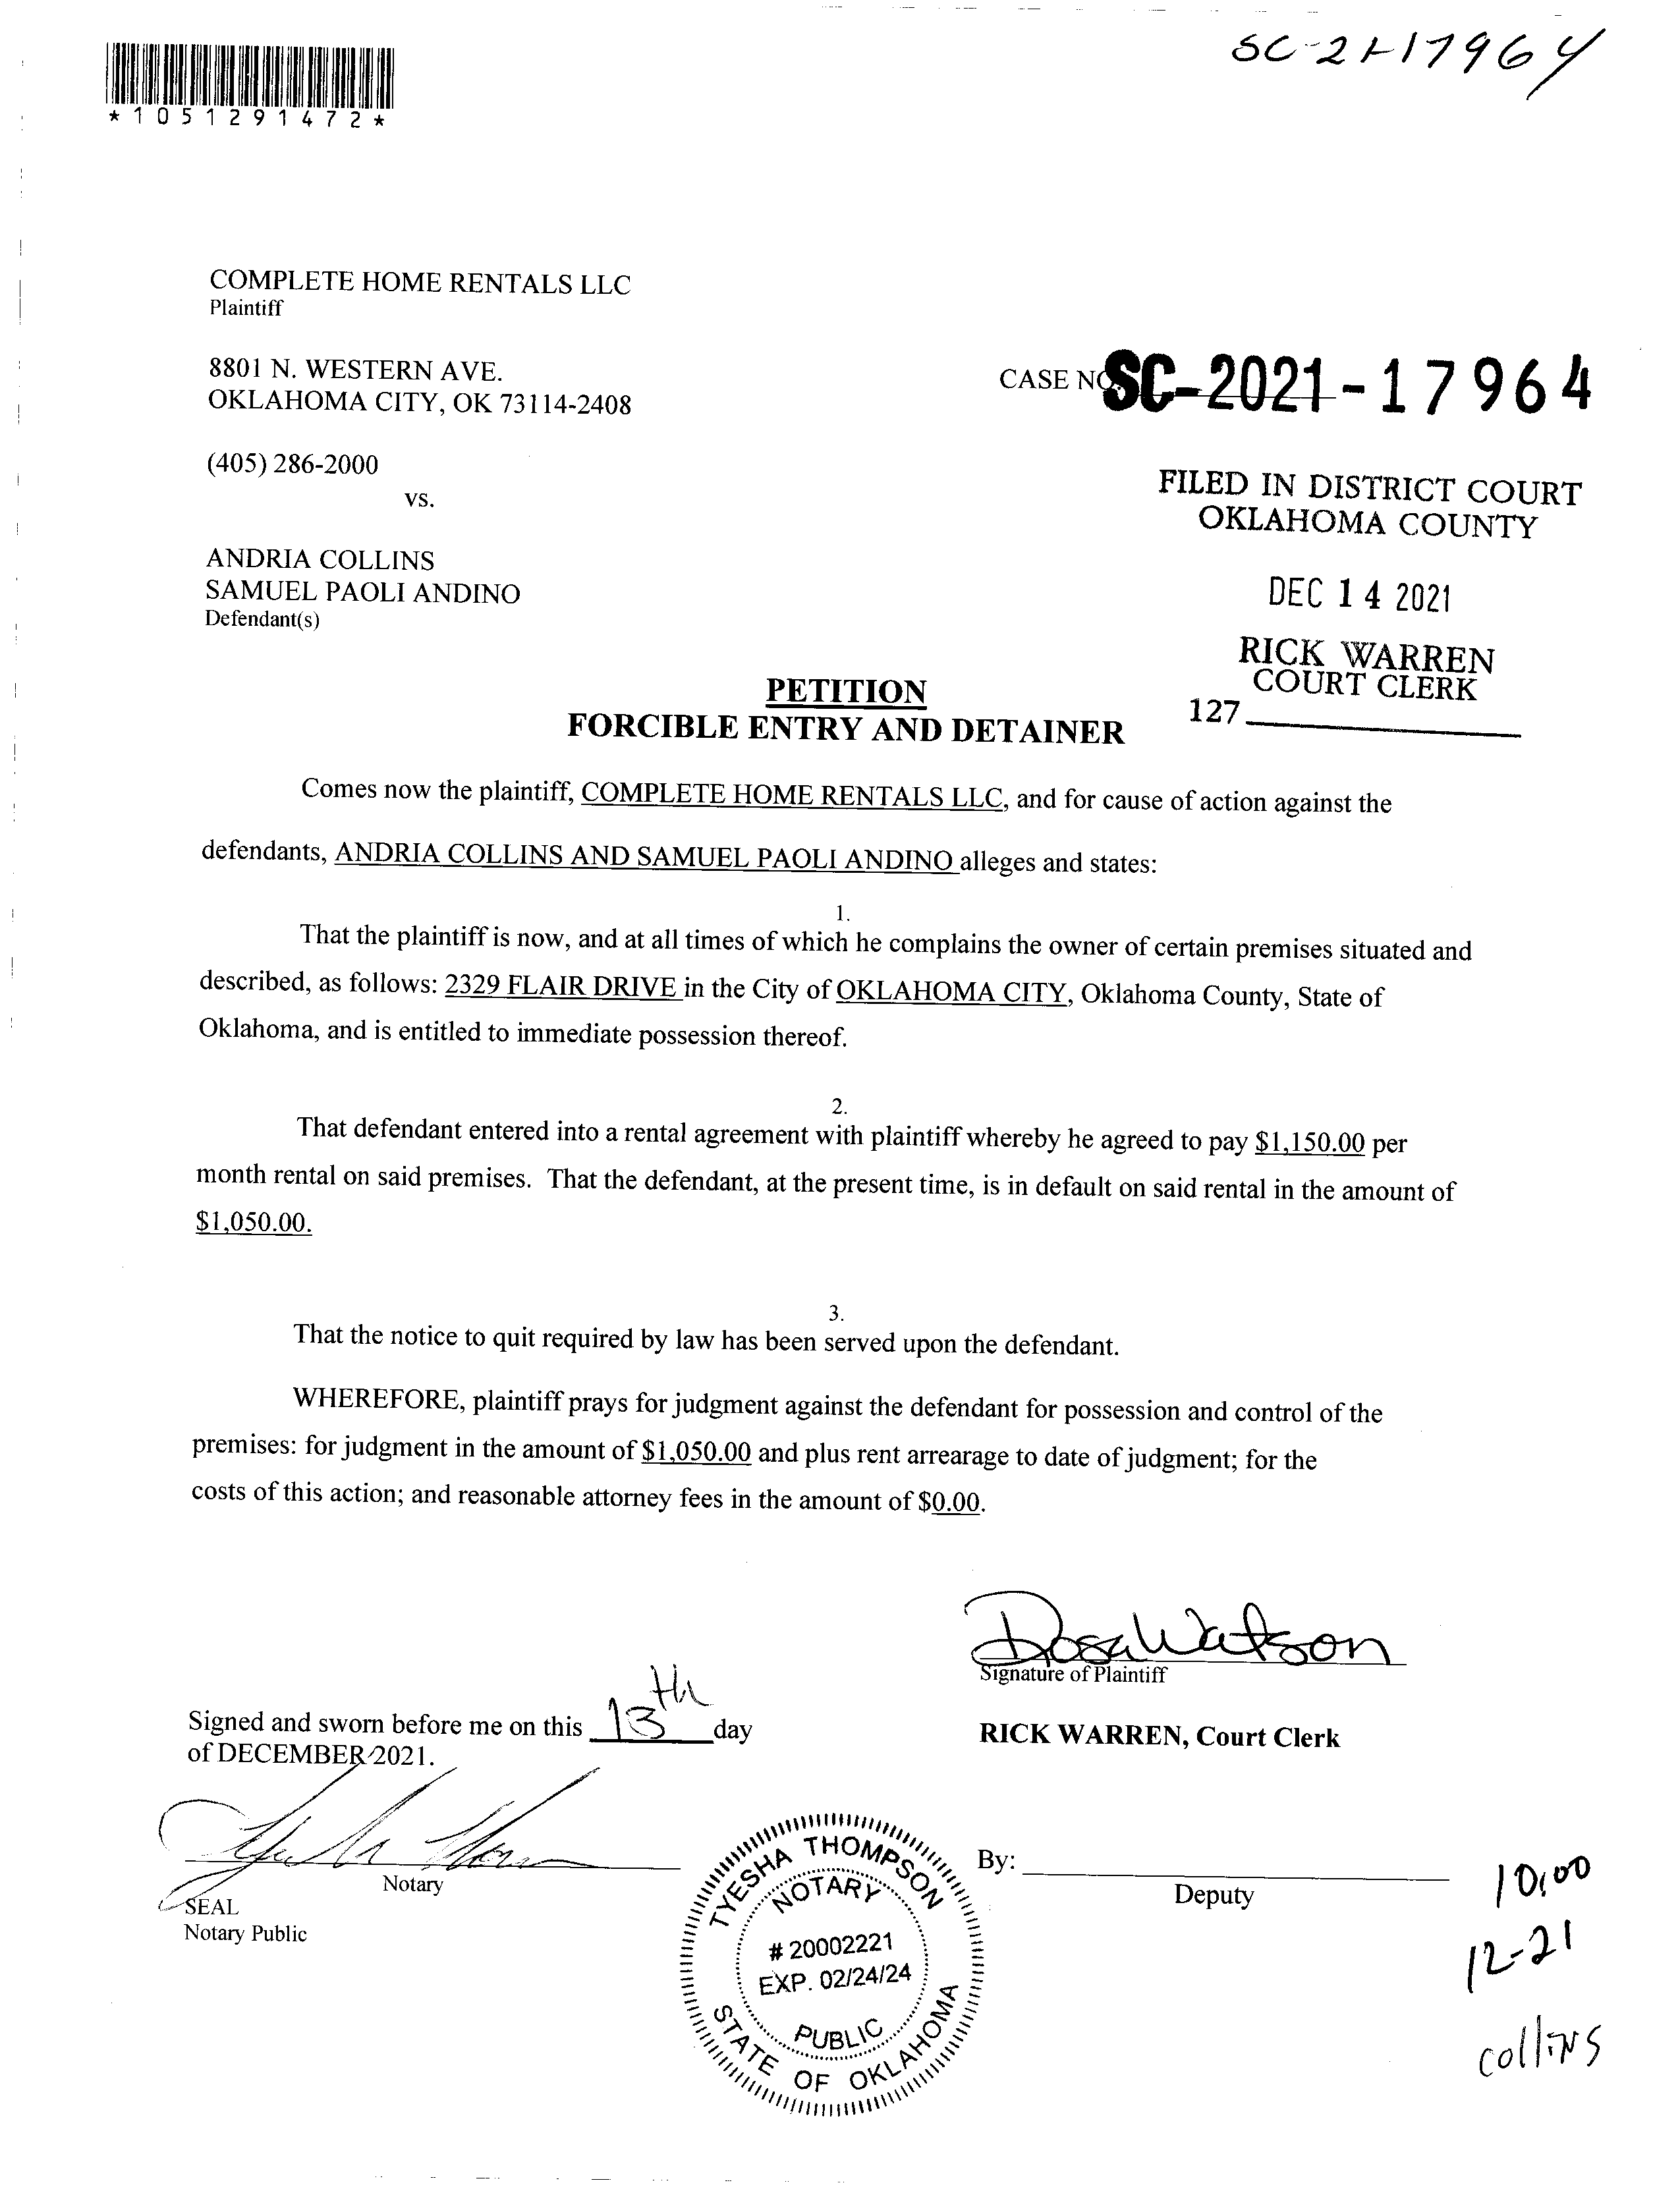 SC-21-17964
*1051291472*
COMPLETE HOME RENTALS LLC
Plaintiff
8801 N. WESTERN AVE.
OKLAHOMA CITY, OK 73114-2408
CASE NO. SC-2021-17964
(405) 286-2000
vs.
FILED IN DISTRICT COURT
OKLAHOMA COUNTY
ANDRIA COLLINS
SAMUEL PAOLI ANDINO
Defendant(s)
DEC 14 2021
RICK WARREN
COURT CLERK
127
PETITION
FORCIBLE ENTRY AND DETAINER
Comes now the plaintiff, COMPLETE HOME RENTALS LLC, and for cause of action against the
defendants, ANDRIA COLLINS AND SAMUEL PAOLI ANDINO alleges and states:
1.
That the plaintiff is now, and at all times of which he complains the owner of certain premises situated and
described, as follows: 2329 FLAIR DRIVE in the City of OKLAHOMA CITY, Oklahoma County, State of
Oklahoma, and is entitled to immediate possession thereof.
2.
That defendant entered into a rental agreement with plaintiff whereby he agreed to pay $1,150.00 per
month rental on said premises. That the defendant, at the present time, is in default on said rental in the amount of
$1,050.00.
3.
That the notice to quit required by law has been served upon the defendant.
WHEREFORE, plaintiff prays for judgment against the defendant for possession and control of the
premises: for judgment in the amount of $1,050.00 and plus rent arrearage to date of judgment; for the
costs of this action; and reasonable attorney fees in the amount of $0.00.
Rosa Watson
Signature of Plaintiff
Signed and sworn before me on this 13th day
of DECEMBER 2021.
RICK WARREN, Court Clerk
Notary
SEAL
Notary Public
TYESHA THOMPSON
NOTARY
# 20002221
EXP. 02/24/24
PUBLIC
STATE OF OKLAHOMA
By:
Deputy
10:00
12-21
collins